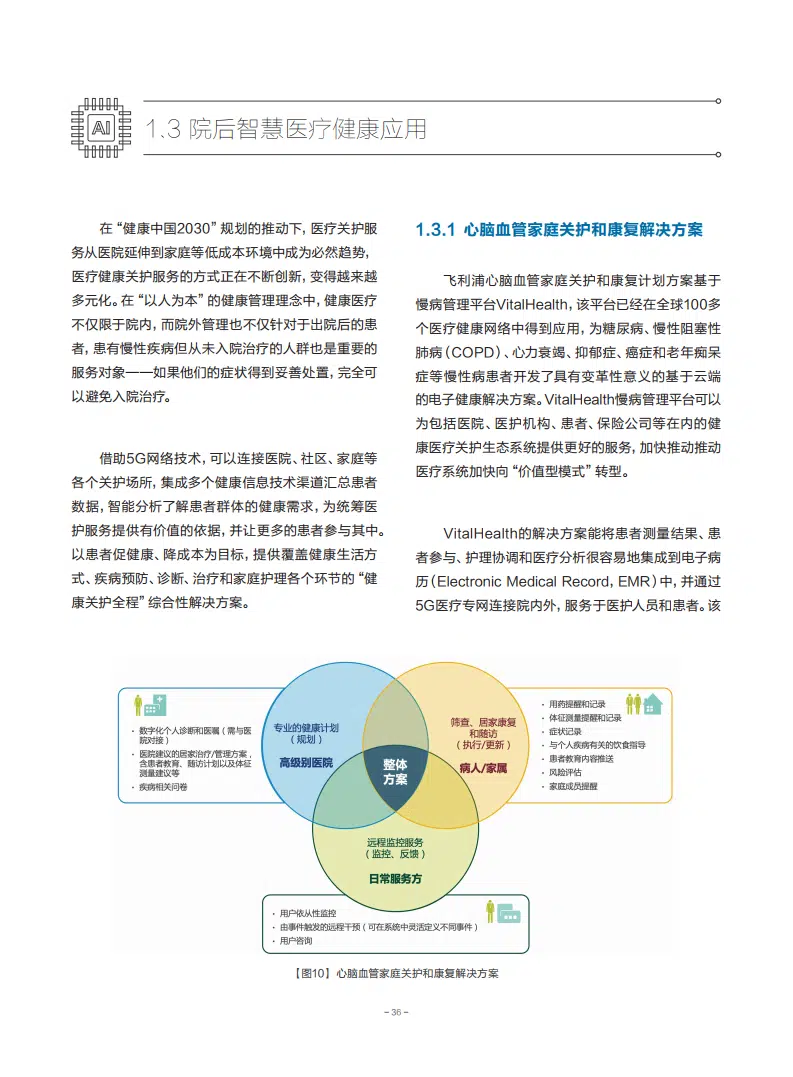 AI
1.3 院后智慧医疗健康应用
在“健康中国2030”规划的推动下，医疗关护服
务从医院延伸到家庭等低成本环境中成为必然趋势，
医疗健康关护服务的方式正在不断创新，变得越来越
多元化。在“以人为本”的健康管理理念中，健康医疗
不仅限于院内，而院外管理也不仅针对于出院后的患
者，患有慢性疾病但从未入院治疗的人群也是重要的
服务对象——如果他们的症状得到妥善处置，完全可
以避免入院治疗。
借助5G网络技术，可以连接医院、社区、家庭等
各个关护场所，集成多个健康信息技术渠道汇总患者
数据，智能分析了解患者群体的健康需求，为统筹医
护服务提供有价值的依据，并让更多的患者参与其中。
以患者促健康、降成本为目标，提供覆盖健康生活方
式、疾病预防、诊断、治疗和家庭护理各个环节的“健
康关护全程”综合性解决方案。
1.3.1 心脑血管家庭关护和康复解决方案
飞利浦心脑血管家庭关护和康复计划方案基于
慢病管理平台VitalHealth，该平台已经在全球100多
个医疗健康网络中得到应用，为糖尿病、慢性阻塞性
肺病（COPD）、心力衰竭、抑郁症、癌症和老年痴呆
症等慢性病患者开发了具有变革性意义的基于云端
的电子健康解决方案。VitalHealth慢病管理平台可以
为包括医院、医护机构、患者、保险公司等在内的健
康医疗关护生态系统提供更好的服务，加快推动推动
医疗系统加快向“价值型模式”转型。
VitalHealth的解决方案能将患者测量结果、患
者参与、护理协调和医疗分析很容易地集成到电子病
历（Electronic Medical Record，EMR）中，并通过
5G医疗专网连接院内外，服务于医护人员和患者。该
· 数字化个人诊断和医嘱（需与医
院对接）
· 医院建议的居家治疗/管理方案，
含患者教育、随访计划以及体征
测量建议等
· 疾病相关问卷
专业的健康计划
（规划）
高级别医院
整体
方案
筛查、居家康复
和随访
（执行/更新）
病人/家属
· 用药提醒和记录
· 体征测量提醒和记录
· 症状记录
· 与个人疾病有关的饮食指导
· 患者教育内容推送
· 风险评估
· 家庭成员提醒
远程监控服务
（监控、反馈）
日常服务方
· 用户依从性监控
· 由事件触发的远程干预（可在系统中灵活定义不同事件）
· 用户咨询
【图10】 心脑血管家庭关护和康复解决方案
– 36 –